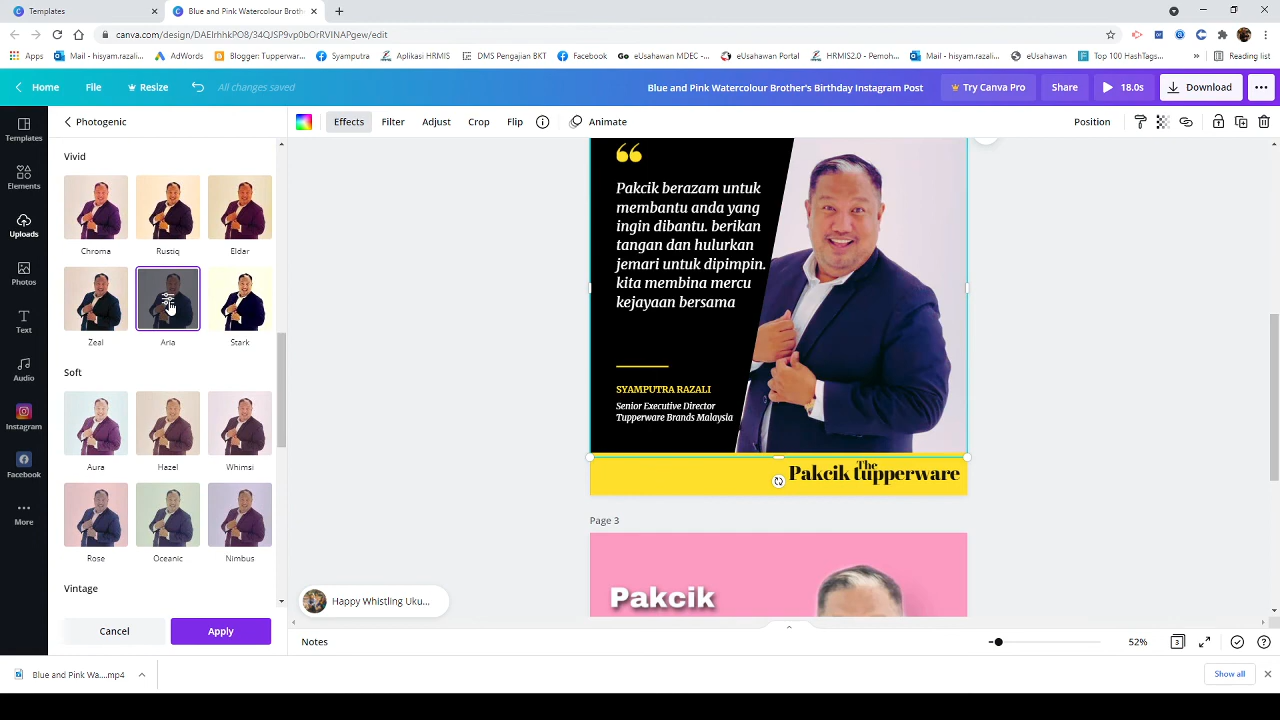 Templates
Blue and Pink Watercolour Broth
canva.com/design/DAElrhhkPO8/34QJSP9vp0bOrRVINAPgew/edit
Apps
Mail - hisyam.rizal...
AdWords
Blogger: Tupperwar...
Syamputra
Aplikasi HRMIS
DMS Pengajian BKT
Facebook
eUsahawan MDEC -...
eUsahawan Portal
HRMIS2.0 - Pemoh...
Mail - hisyam.rizal...
eUsahawan
Top 100 HashTags...
Reading list
Home
File
Resize
All changes saved
Blue and Pink Watercolour Brother's Birthday Instagram Post
Try Canva Pro
Share
18.0s
Download
Templates
Elements
Uploads
Photos
Text
Audio
Instagram
Facebook
More
Photogenic
Effects
Filter
Adjust
Crop
Flip
Animate
Position
Vivid
Chroma
Rustiq
Eldar
Zeal
Arla
Stark
Soft
Aura
Hazel
Whimsi
Rose
Oceanic
Nimbus
Vintage
Cancel
Apply
Pakcik berazam untuk
membantu anda yang
ingin dibantu. berikan
tangan dan hulurkan
jemari untuk dipimpin.
kita membina mercu
kejayaan bersama
SYAMPUTRA RAZALI
Senior Executive Director
Tupperware Brands Malaysia
The
Pakcik tupperware
Page 3
Pakcik
Happy Whistling Uku...
Notes
52%
3
Blue and Pink Wa....mp4
Show all